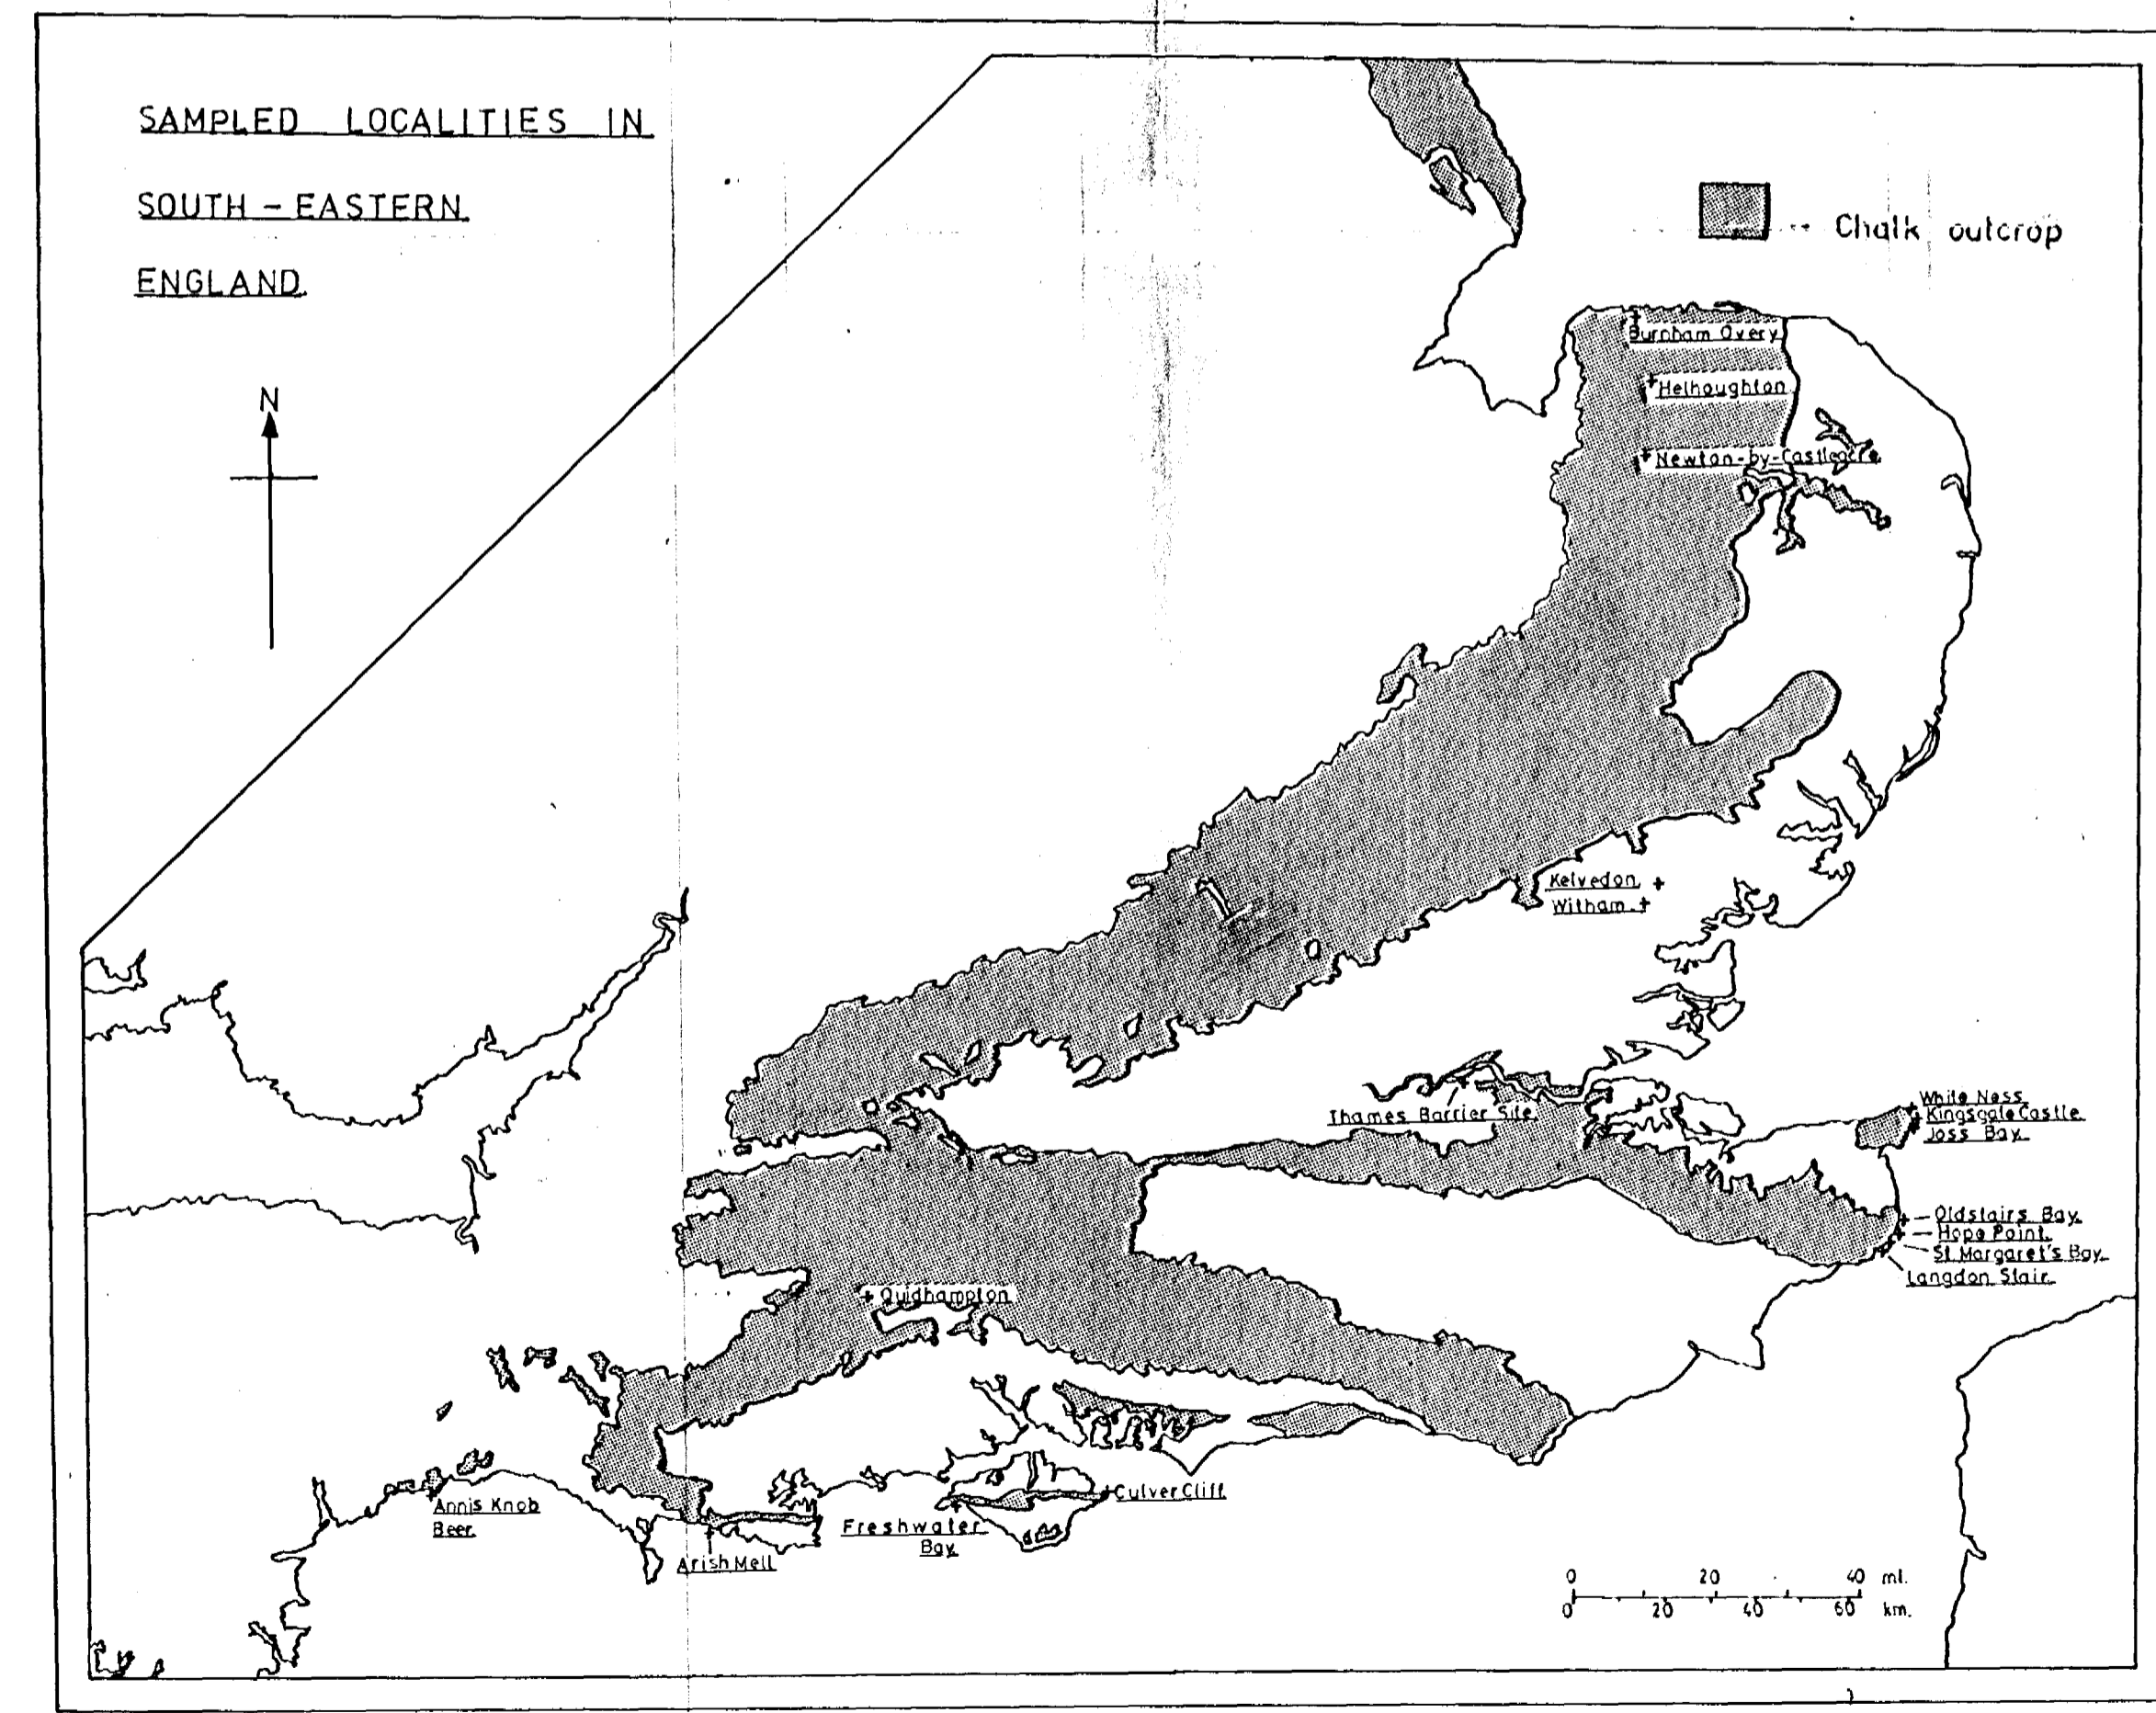 SAMPLED LOCALITIES IN
SOUTH-EASTERN
ENGLAND.
N
Chalk outcrop
Burnham Overy
Helhoughton
Newton-by-Castleacre
Kelvedon
Witham
Thames Barrier Site
White Ness
Kingsgate Castle
Joss Bay
Oldstairs Bay
Hope Point
St. Margaret's Bay
Langdon Stair
Quidhampton
Culver Cliff
Annis Knob
Beer
Freshwater
Bay
Arish Mell
0 20 40 ml.
0 20 40 60 km.